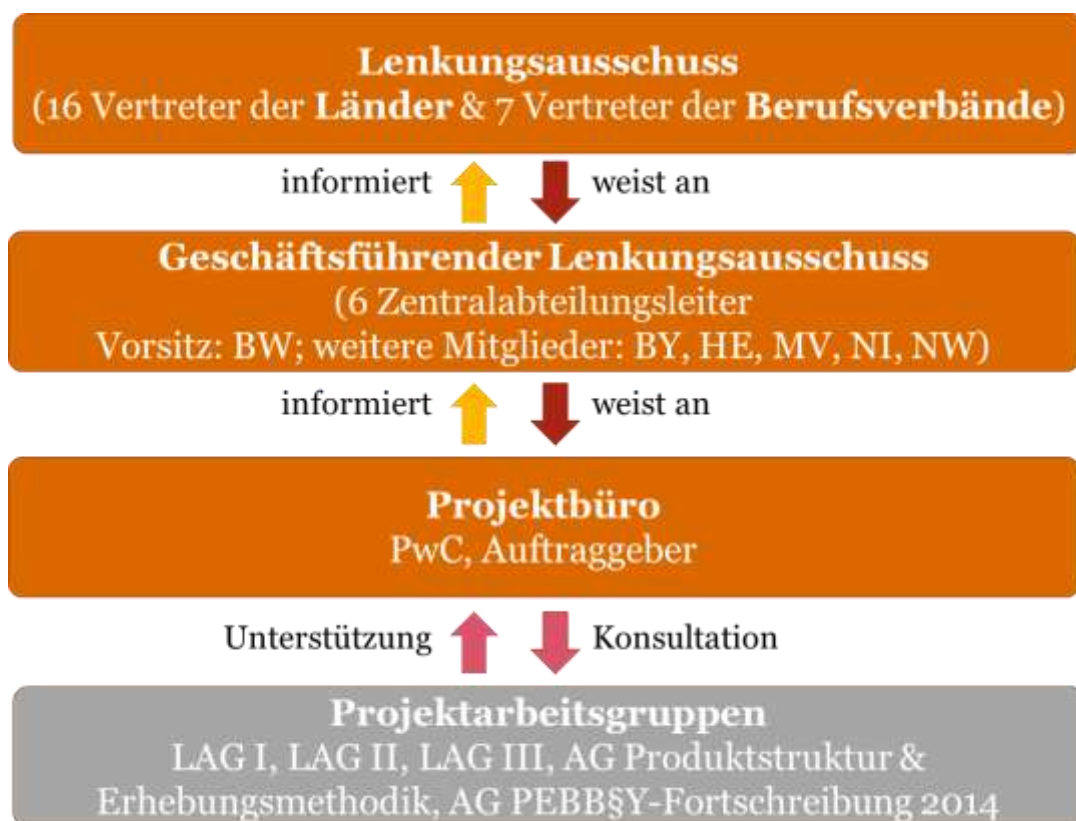 Lenkungsausschuss
(16 Vertreter der Länder & 7 Vertreter der Berufsverbände)
informiert weist an
Geschäftsführender Lenkungsausschuss
(6 Zentralabteilungsleiter
Vorsitz: BW; weitere Mitglieder: BY, HE, MV, NI, NW)
informiert weist an
Projektbüro
PwC, Auftraggeber
Unterstützung Konsultation
Projektarbeitsgruppen
LAG I, LAG II, LAG III, AG Produktstruktur &
Erhebungsmethodik, AG PEBB§Y-Fortschreibung 2014